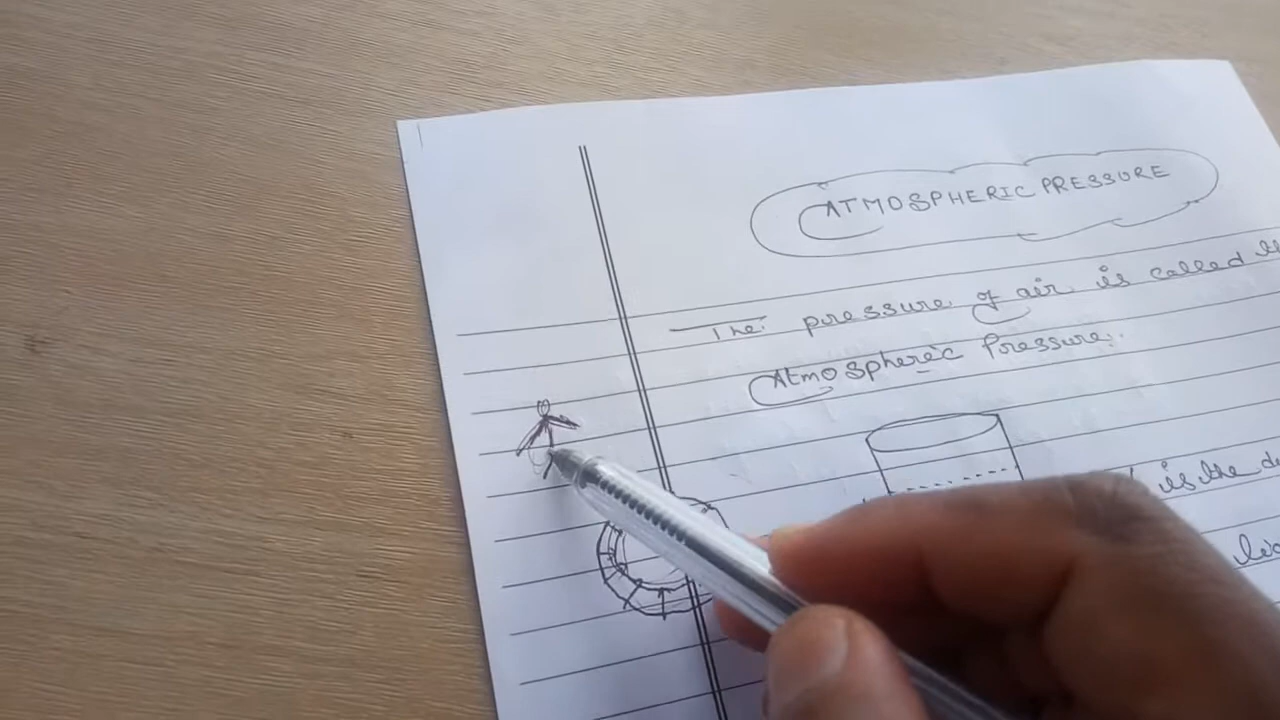 ATMOSPHERIC PRESSURE
The pressure of air is called
Atmospheric Pressure.
is the